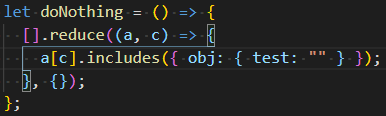 let doNothing = () => {
  [].reduce((a, c) => {
    a[c].includes({ obj: { test: "" } });
  }, {});
};